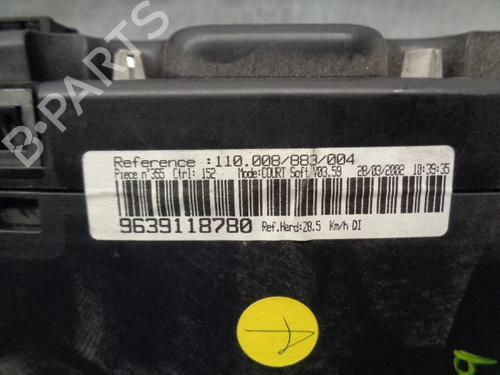 Reference :110.008/883/004
Piece n°355 Ctrl: 152 Mode:COURT Soft V03.59 20/03/2002 10:39:35
9639118780 Ref.Hard:28.5 Km/h DI
B-PARTS